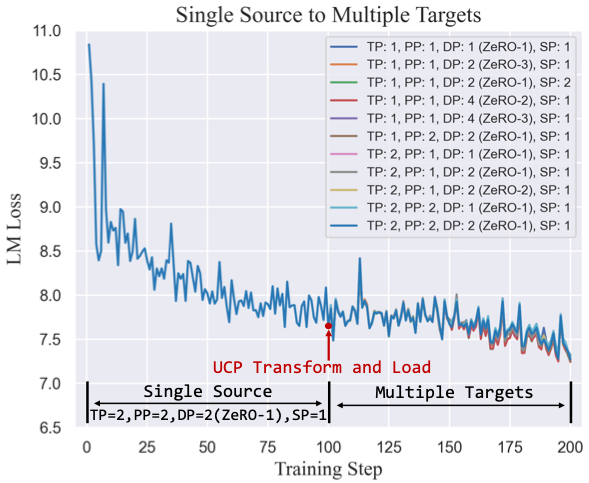 Single Source to Multiple Targets
11.0
10.5
10.0
9.5
9.0
8.5
8.0
7.5
7.0
6.5
LM Loss
TP: 1, PP: 1, DP: 1 (ZeRO-1), SP: 1
TP: 1, PP: 1, DP: 2 (ZeRO-3), SP: 1
TP: 1, PP: 1, DP: 2 (ZeRO-1), SP: 2
TP: 1, PP: 1, DP: 4 (ZeRO-2), SP: 1
TP: 1, PP: 1, DP: 4 (ZeRO-3), SP: 1
TP: 1, PP: 2, DP: 2 (ZeRO-1), SP: 1
TP: 2, PP: 1, DP: 1 (ZeRO-1), SP: 1
TP: 2, PP: 1, DP: 2 (ZeRO-1), SP: 1
TP: 2, PP: 1, DP: 2 (ZeRO-2), SP: 1
TP: 2, PP: 2, DP: 1 (ZeRO-1), SP: 1
TP: 2, PP: 2, DP: 2 (ZeRO-1), SP: 1
UCP Transform and Load
Single Source
TP=2,PP=2,DP=2(ZeRO-1),SP=1
Multiple Targets
0 25 50 75 100 125 150 175 200
Training Step